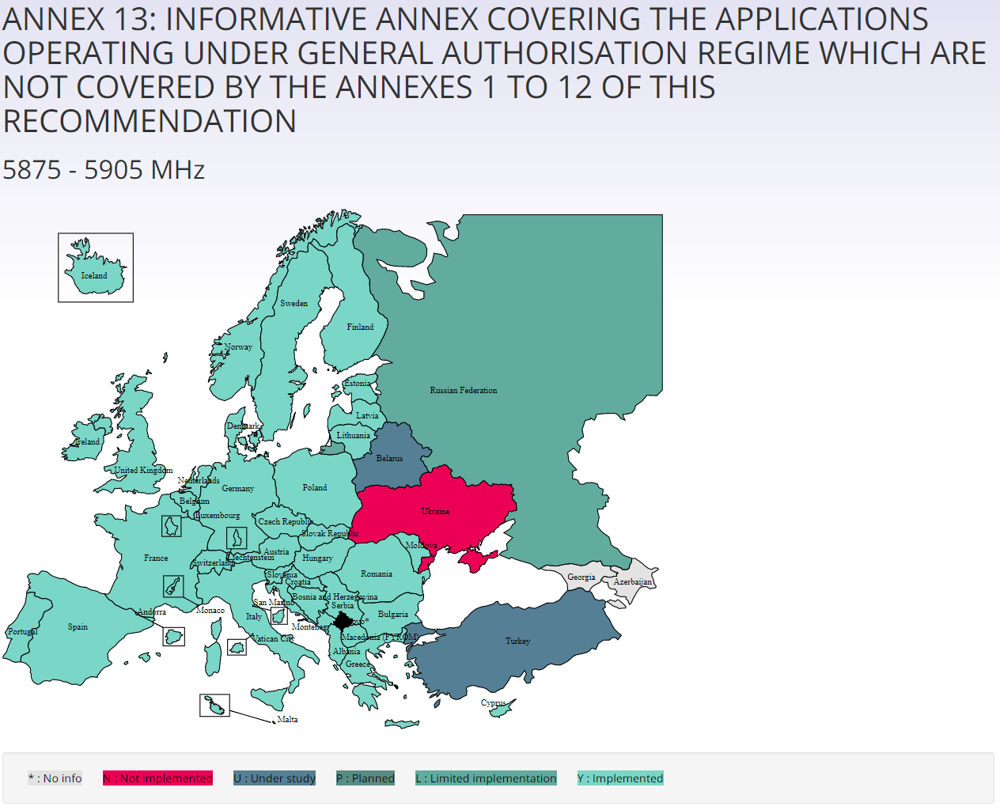 ANNEX 13: INFORMATIVE ANNEX COVERING THE APPLICATIONS
OPERATING UNDER GENERAL AUTHORISATION REGIME WHICH ARE
NOT COVERED BY THE ANNEXES 1 TO 12 OF THIS
RECOMMENDATION
5875 - 5905 MHz
Iceland
Sweden
Finland
Norway
Estonia
Russian Federation
Latvia
Denmark
Lithuania
Ireland
Belarus
United Kingdom
Netherlands
Germany
Poland
Belgium
Ukraine
Luxembourg
Czech Republic
Slovak Republic
Moldova
Austria
Liechtenstein
France
Switzerland
Hungary
Slovenia
Romania
Croatia
Georgia
Azerbaijan
Bosnia and Herzegovina
San Marino
Serbia
Andorra
Monaco
Italy
Bulgaria
Spain
Montenegro
Portugal
Vatican City
Macedonia (FYROM)
Turkey
Albania
Greece
Cyprus
Malta
* : No info N : Not implemented U : Under study P : Planned L : Limited implementation Y : Implemented